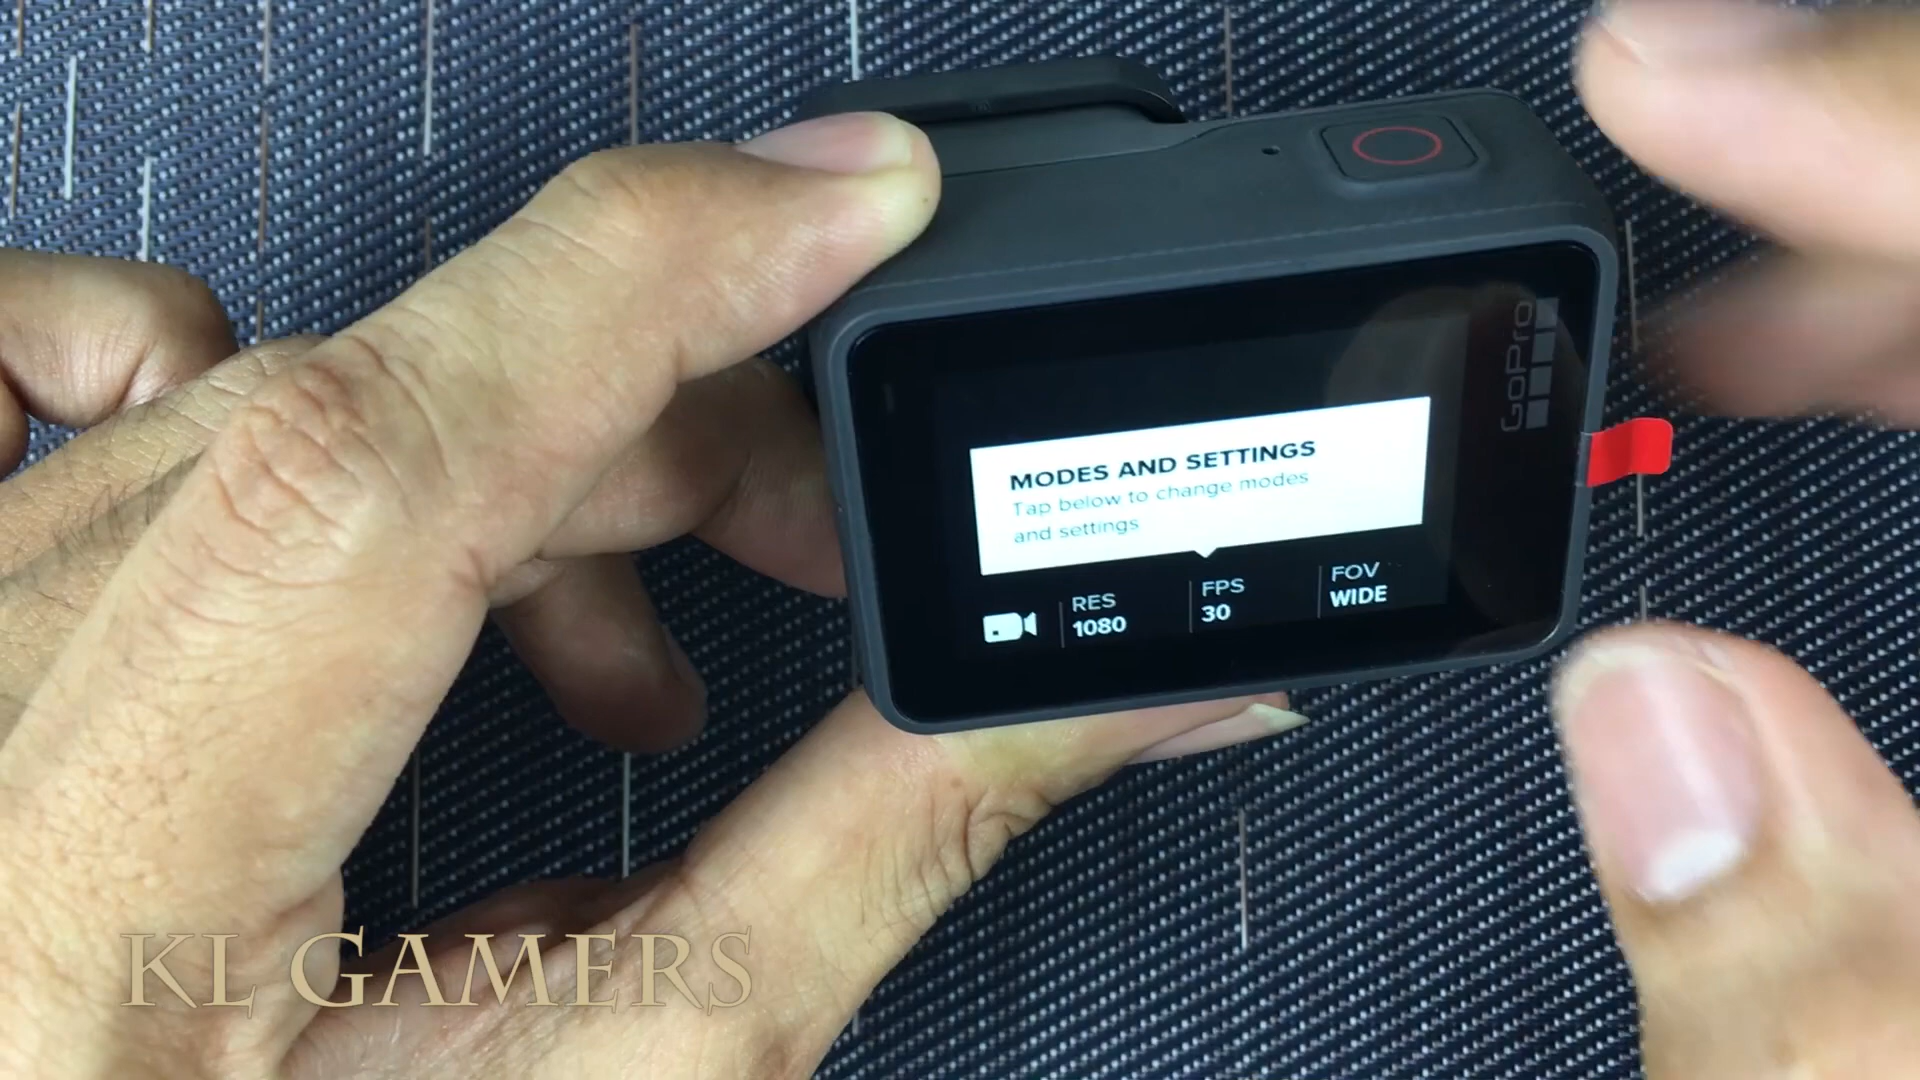 GoPro
MODES AND SETTINGS
Tap below to change modes
and settings
RES
1080
FPS
30
FOV
WIDE
KL GAMERS